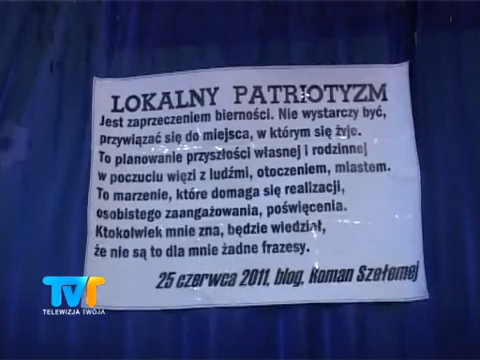 LOKALNY PATRIOTYZM
Jest zaprzeczeniem bierności. Nie wystarczy być,
przywiązać się do miejsca, w którym się żyje.
To planowanie przyszłości własnej i rodzinnej
w poczuciu więzi z ludźmi, otoczeniem, miastem.
To marzenie, które domaga się realizacji,
osobistego zaangażowania, poświęcenia.
Ktokolwiek mnie zna, będzie wiedział,
że nie są to dla mnie żadne frazesy.
25 czerwca 2011, blog, Roman Szełemej
TVT
TELEWIZJA TWOJA